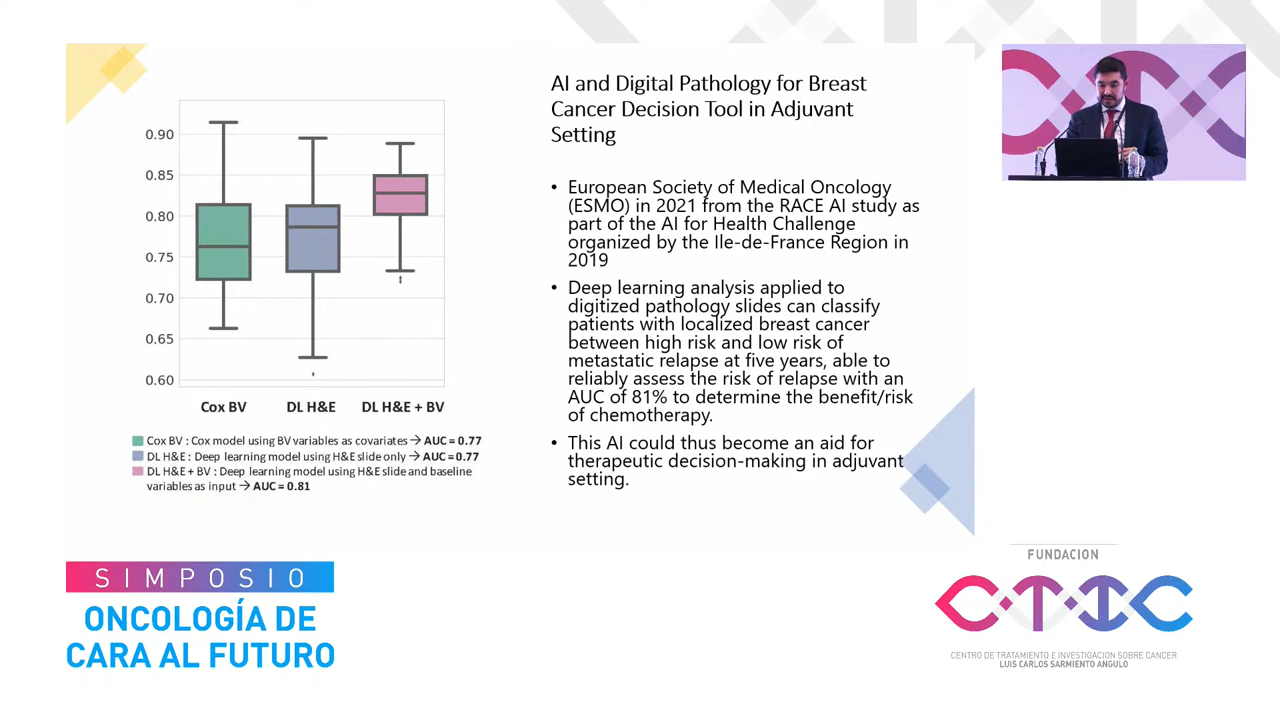 AI and Digital Pathology for Breast
Cancer Decision Tool in Adjuvant
Setting
0.90
0.85
0.80
0.75
0.70
0.65
0.60
Cox BV
DL H&E
DL H&E + BV
Cox BV : Cox model using BV variables as covariates → AUC = 0.77
DL H&E : Deep learning model using H&E slide only → AUC = 0.77
DL H&E + BV : Deep learning model using H&E slide and baseline
variables as input → AUC = 0.81
• European Society of Medical Oncology
(ESMO) in 2021 from the RACE AI study as
part of the AI for Health Challenge
organized by the Ile-de-France Region in
2019
• Deep learning analysis applied to
digitized pathology slides can classify
patients with localized breast cancer
between high risk and low risk of
metastatic relapse at five years, able to
reliably assess the risk of relapse with an
AUC of 81% to determine the benefit/risk
of chemotherapy.
• This AI could thus become an aid for
therapeutic decision-making in adjuvant
setting.
SIMPOSIO
ONCOLOGÍA DE
CARA AL FUTURO
FUNDACION
CTIC
CENTRO DE TRATAMIENTO E INVESTIGACION SOBRE CANCER
LUIS CARLOS SARMIENTO ANGULO